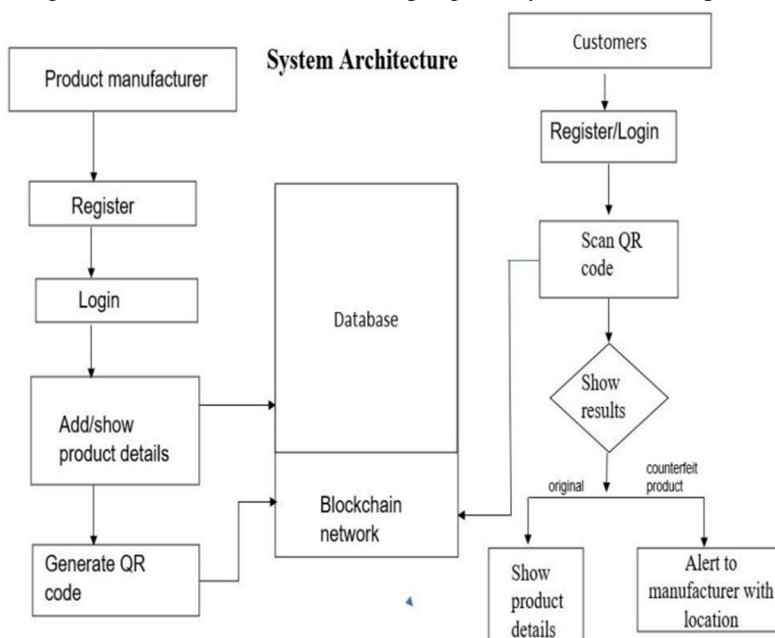 System Architecture
Product manufacturer
Register
Login
Add/show
product details
Generate QR
code
Database
Blockchain
network
Customers
Register/Login
Scan QR
code
Show
results
original
counterfeit
product
Show
product
details
Alert to
manufacturer with
location